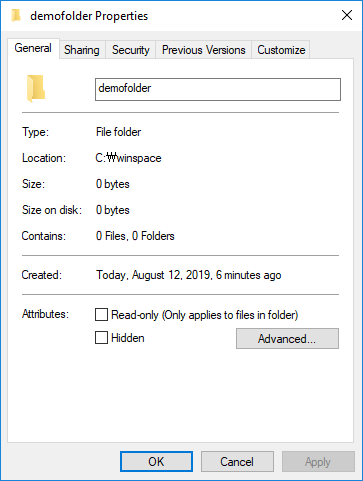 demofolder Properties
General Sharing Security Previous Versions Customize
demofolder
Type: File folder
Location: C:₩winspace
Size: 0 bytes
Size on disk: 0 bytes
Contains: 0 Files, 0 Folders
Created: Today, August 12, 2019, 6 minutes ago
Attributes: Read-only (Only applies to files in folder)
Hidden Advanced...
OK Cancel Apply